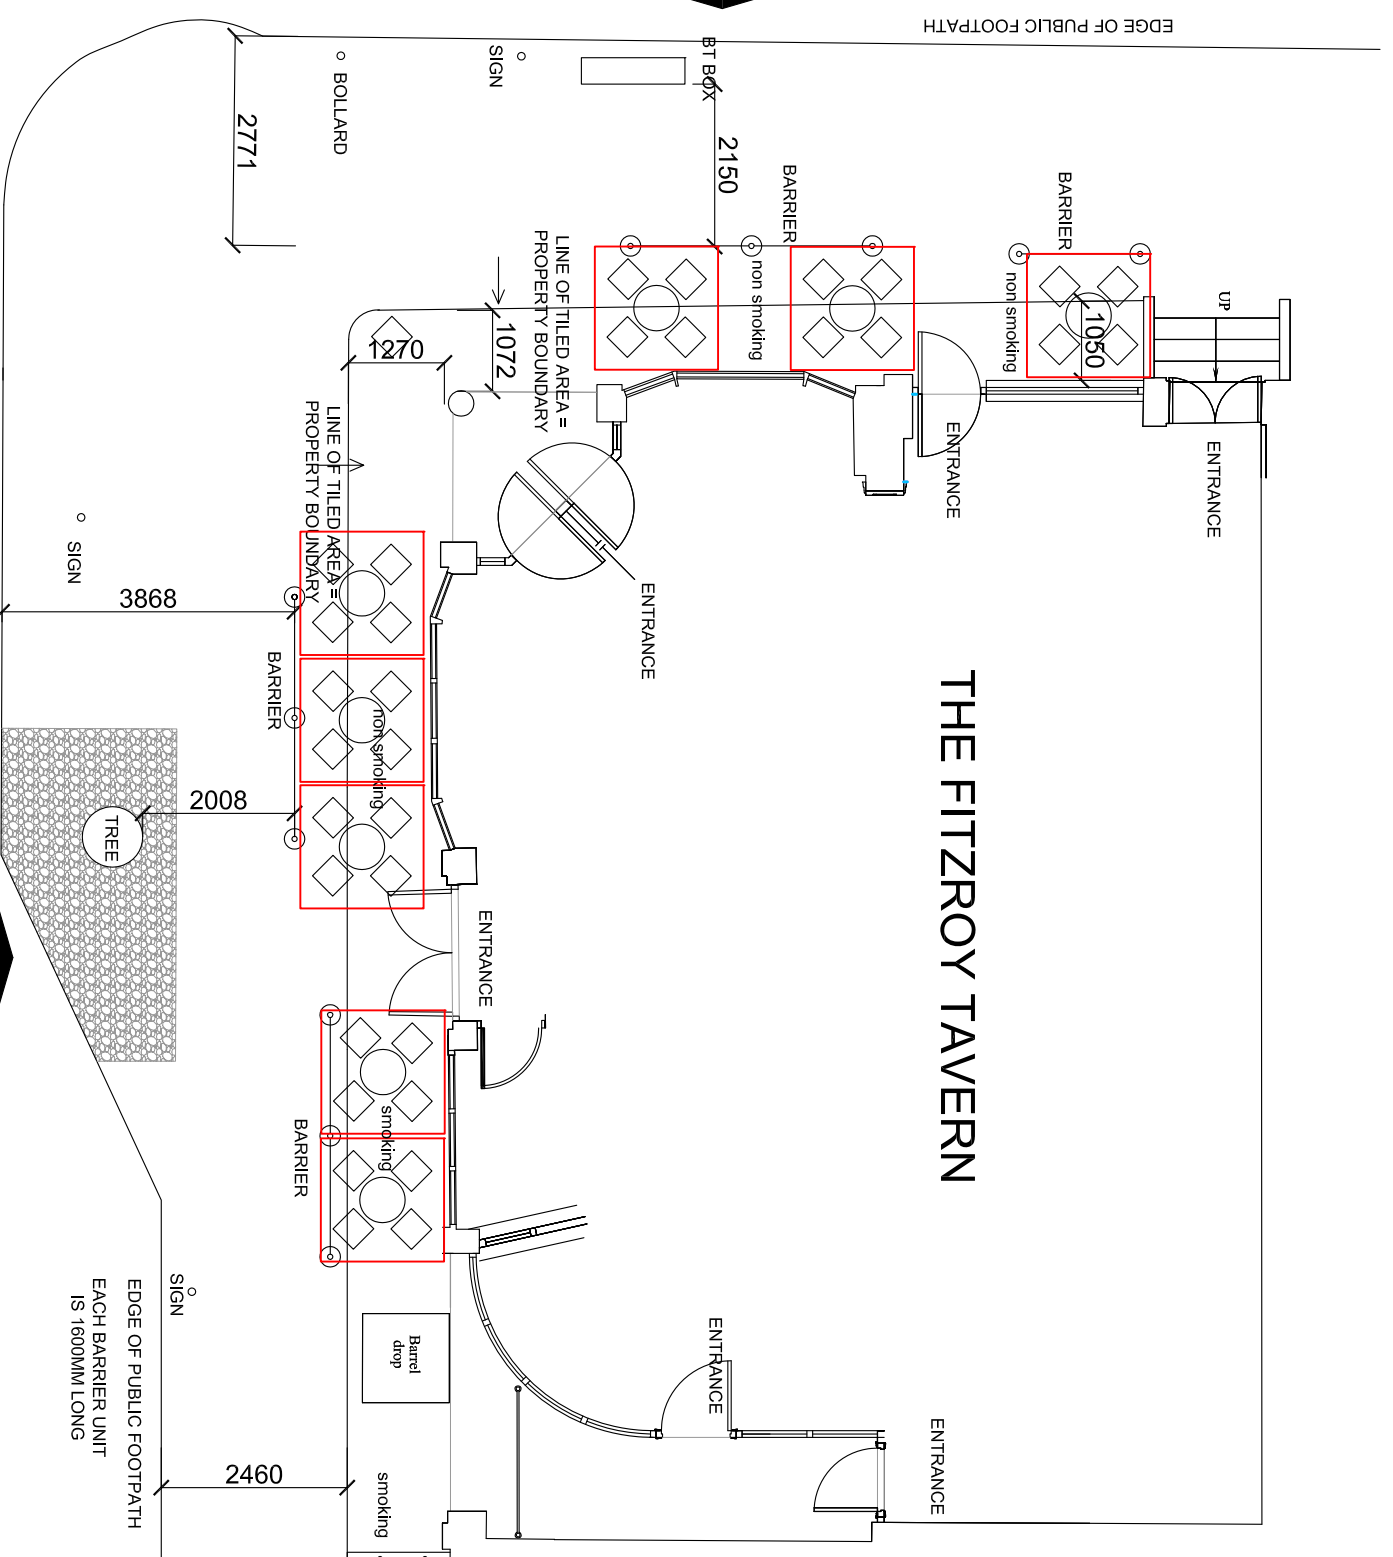 EDGE OF PUBLIC FOOTPATH
BT BOX
SIGN
BOLLARD
2771
2150
BARRIER
BARRIER
non smoking
non smoking
UP
1050
LINE OF TILED AREA =
PROPERTY BOUNDARY
1072
1270
LINE OF TILED AREA =
PROPERTY BOUNDARY
ENTRANCE
ENTRANCE
ENTRANCE
SIGN
3868
BARRIER
non smoking
2008
TREE
THE FITZROY TAVERN
ENTRANCE
smoking
BARRIER
SIGN
EDGE OF PUBLIC FOOTPATH
EACH BARRIER UNIT
IS 1600MM LONG
Barrel
drop
ENTRANCE
ENTRANCE
2460
smoking